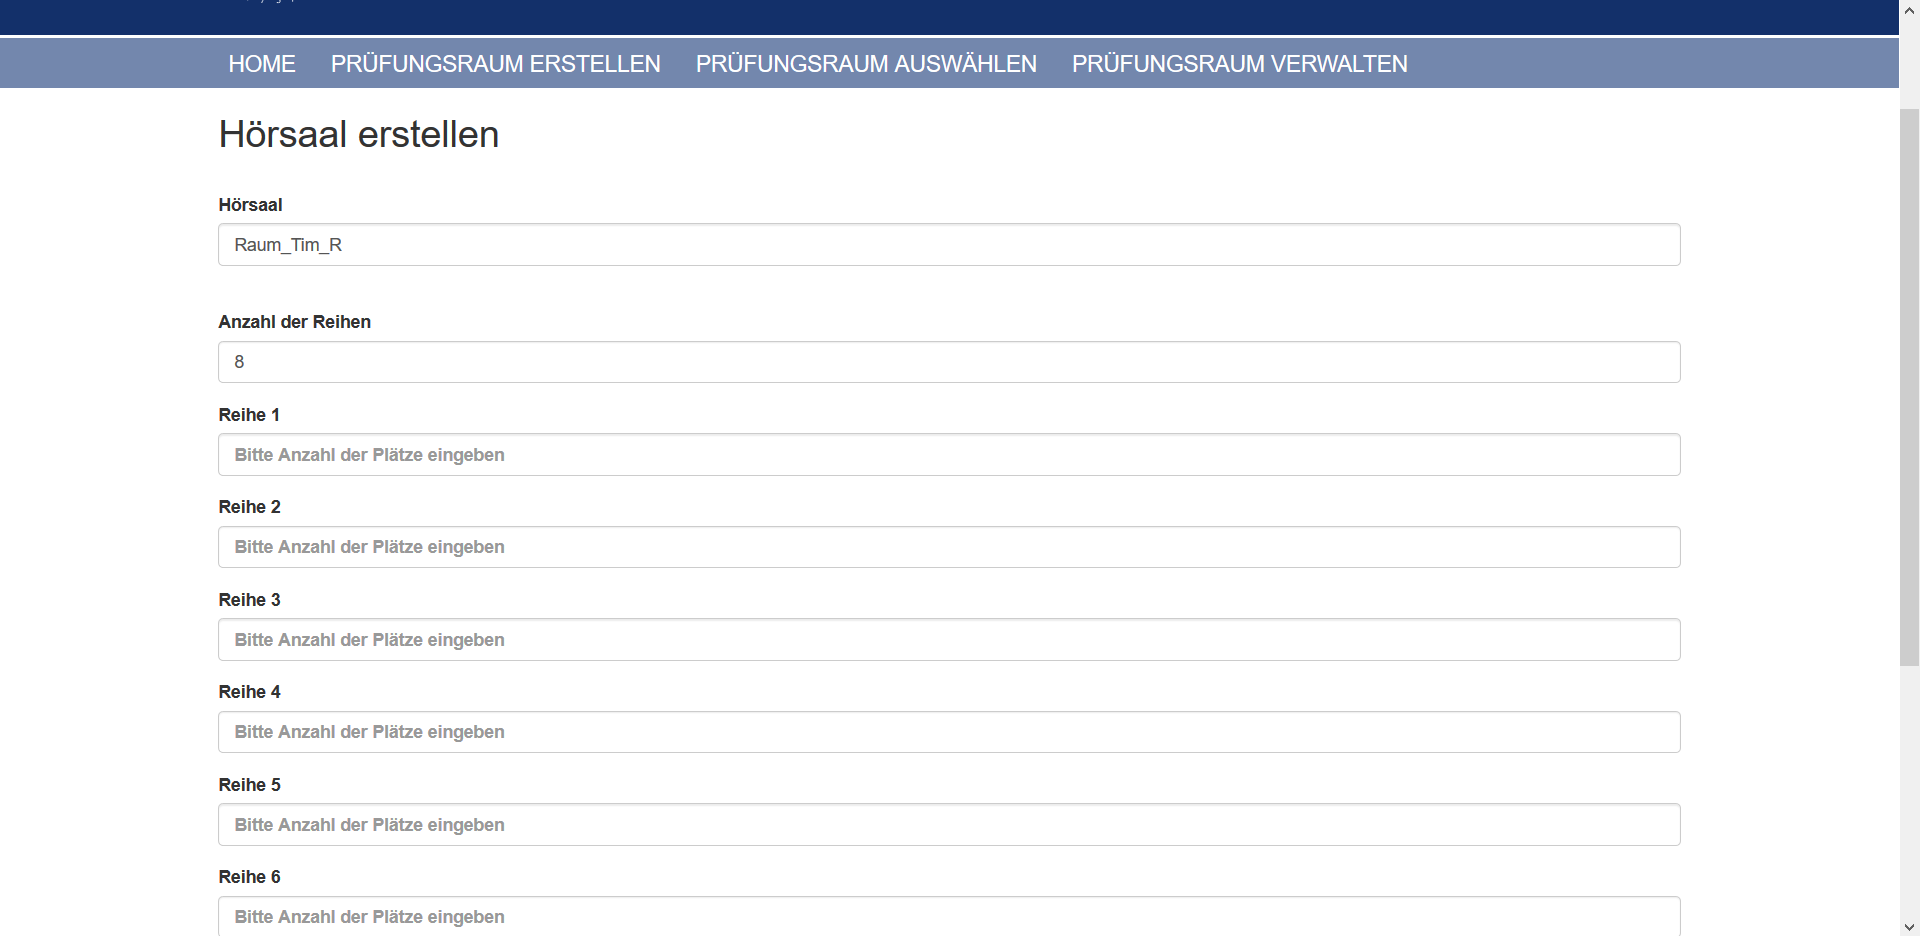 HOME PRÜFUNGSRAUM ERSTELLEN PRÜFUNGSRAUM AUSWÄHLEN PRÜFUNGSRAUM VERWALTEN
Hörsaal erstellen
Hörsaal
Raum_Tim_R
Anzahl der Reihen
8
Reihe 1
Bitte Anzahl der Plätze eingeben
Reihe 2
Bitte Anzahl der Plätze eingeben
Reihe 3
Bitte Anzahl der Plätze eingeben
Reihe 4
Bitte Anzahl der Plätze eingeben
Reihe 5
Bitte Anzahl der Plätze eingeben
Reihe 6
Bitte Anzahl der Plätze eingeben